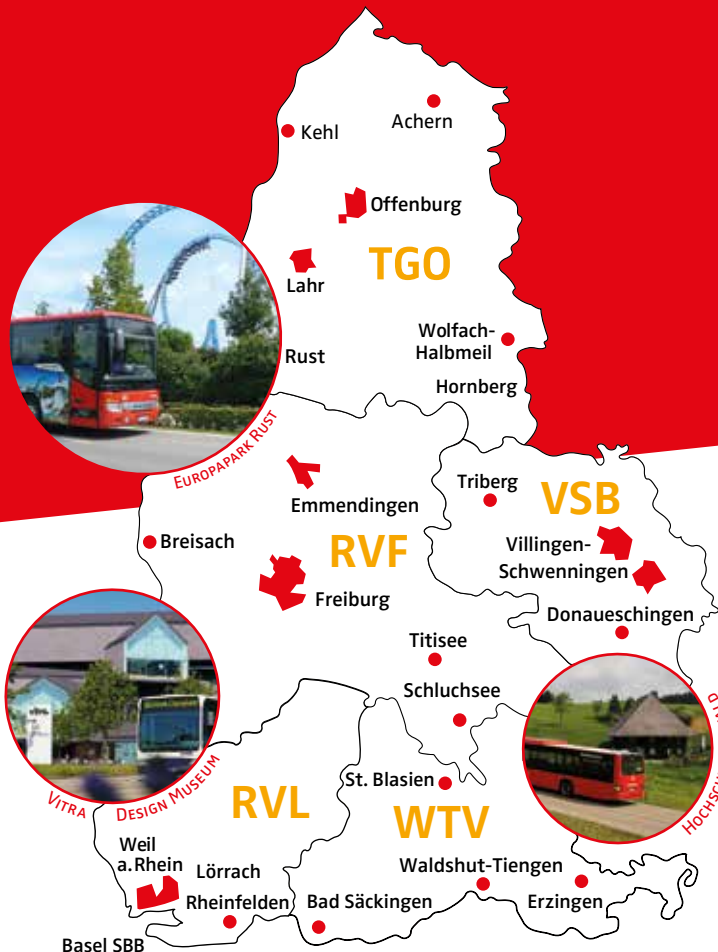 Kehl
Achern
Offenburg
TGO
Lahr
Wolfach-
Halbmeil
Rust
Hornberg
EUROPAPARK RUST
Triberg
VSB
Emmendingen
Villingen-
Schwenningen
Breisach
RVF
Freiburg
Donaueschingen
Titisee
Schluchsee
VITRA DESIGN MUSEUM
St. Blasien
RVL
WTV
Weil
a.Rhein
Lörrach
Waldshut-Tiengen
Rheinfelden
Bad Säckingen
Erzingen
Basel SBB